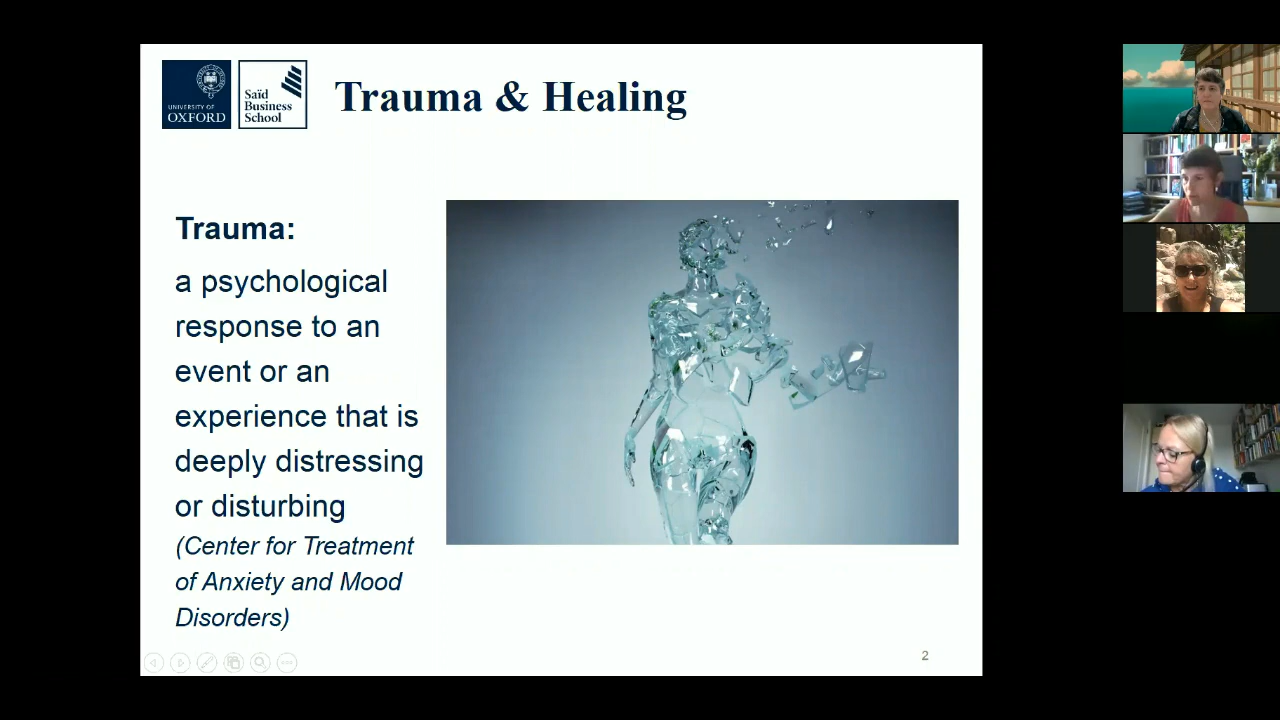 UNIVERSITY OF
OXFORD
Saïd
Business
School
Trauma & Healing
Trauma:
a psychological
response to an
event or an
experience that is
deeply distressing
or disturbing
(Center for Treatment
of Anxiety and Mood
Disorders)
2